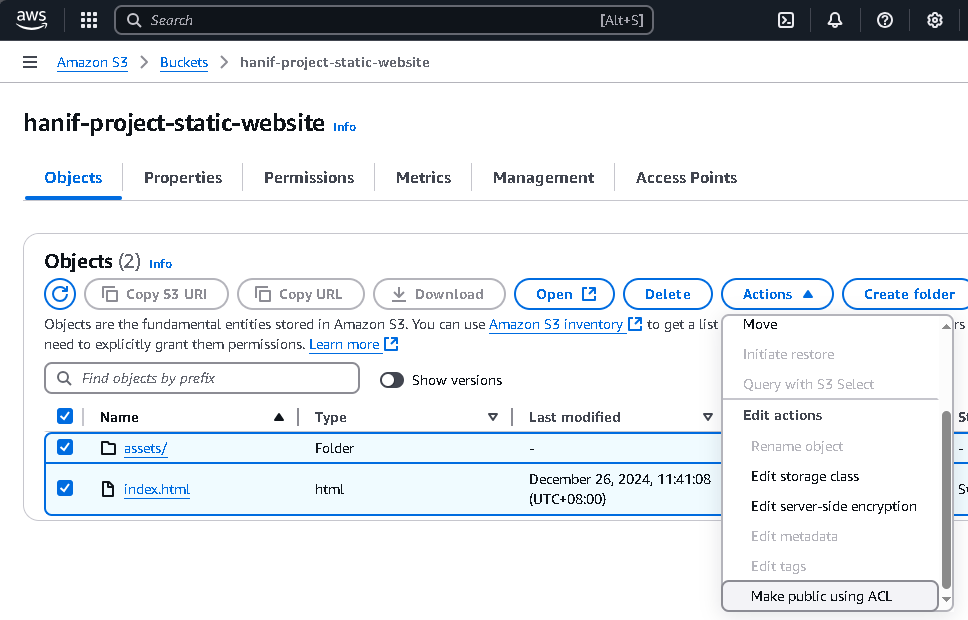 aws Search [Alt+S]
Amazon S3 > Buckets > hanif-project-static-website
hanif-project-static-website Info
Objects Properties Permissions Metrics Management Access Points
Objects (2) Info
Copy S3 URI Copy URL Download Open Delete Actions Create folder
Objects are the fundamental entities stored in Amazon S3. You can use Amazon S3 inventory to get a list
need to explicitly grant them permissions. Learn more
Find objects by prefix Show versions
Name Type Last modified
assets/ Folder -
index.html html December 26, 2024, 11:41:08
(UTC+08:00)
Move
Initiate restore
Query with S3 Select
Edit actions
Rename object
Edit storage class
Edit server-side encryption
Edit metadata
Edit tags
Make public using ACL